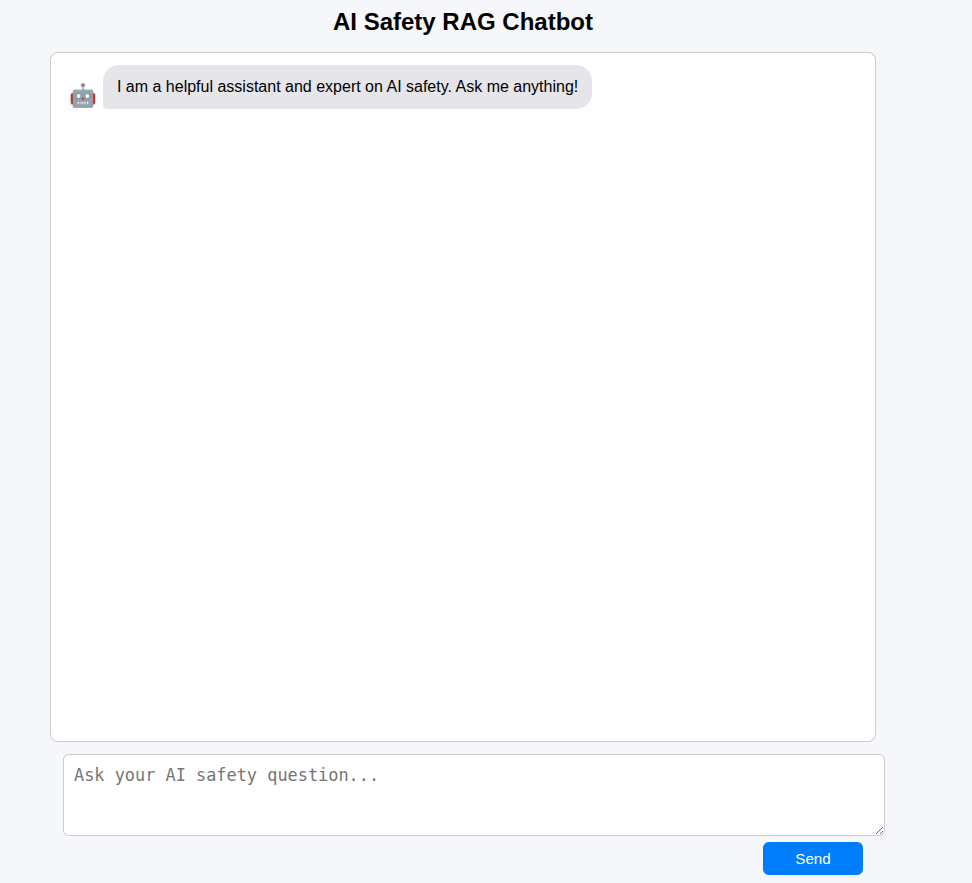 AI Safety RAG Chatbot
I am a helpful assistant and expert on AI safety. Ask me anything!
Ask your AI safety question...
Send